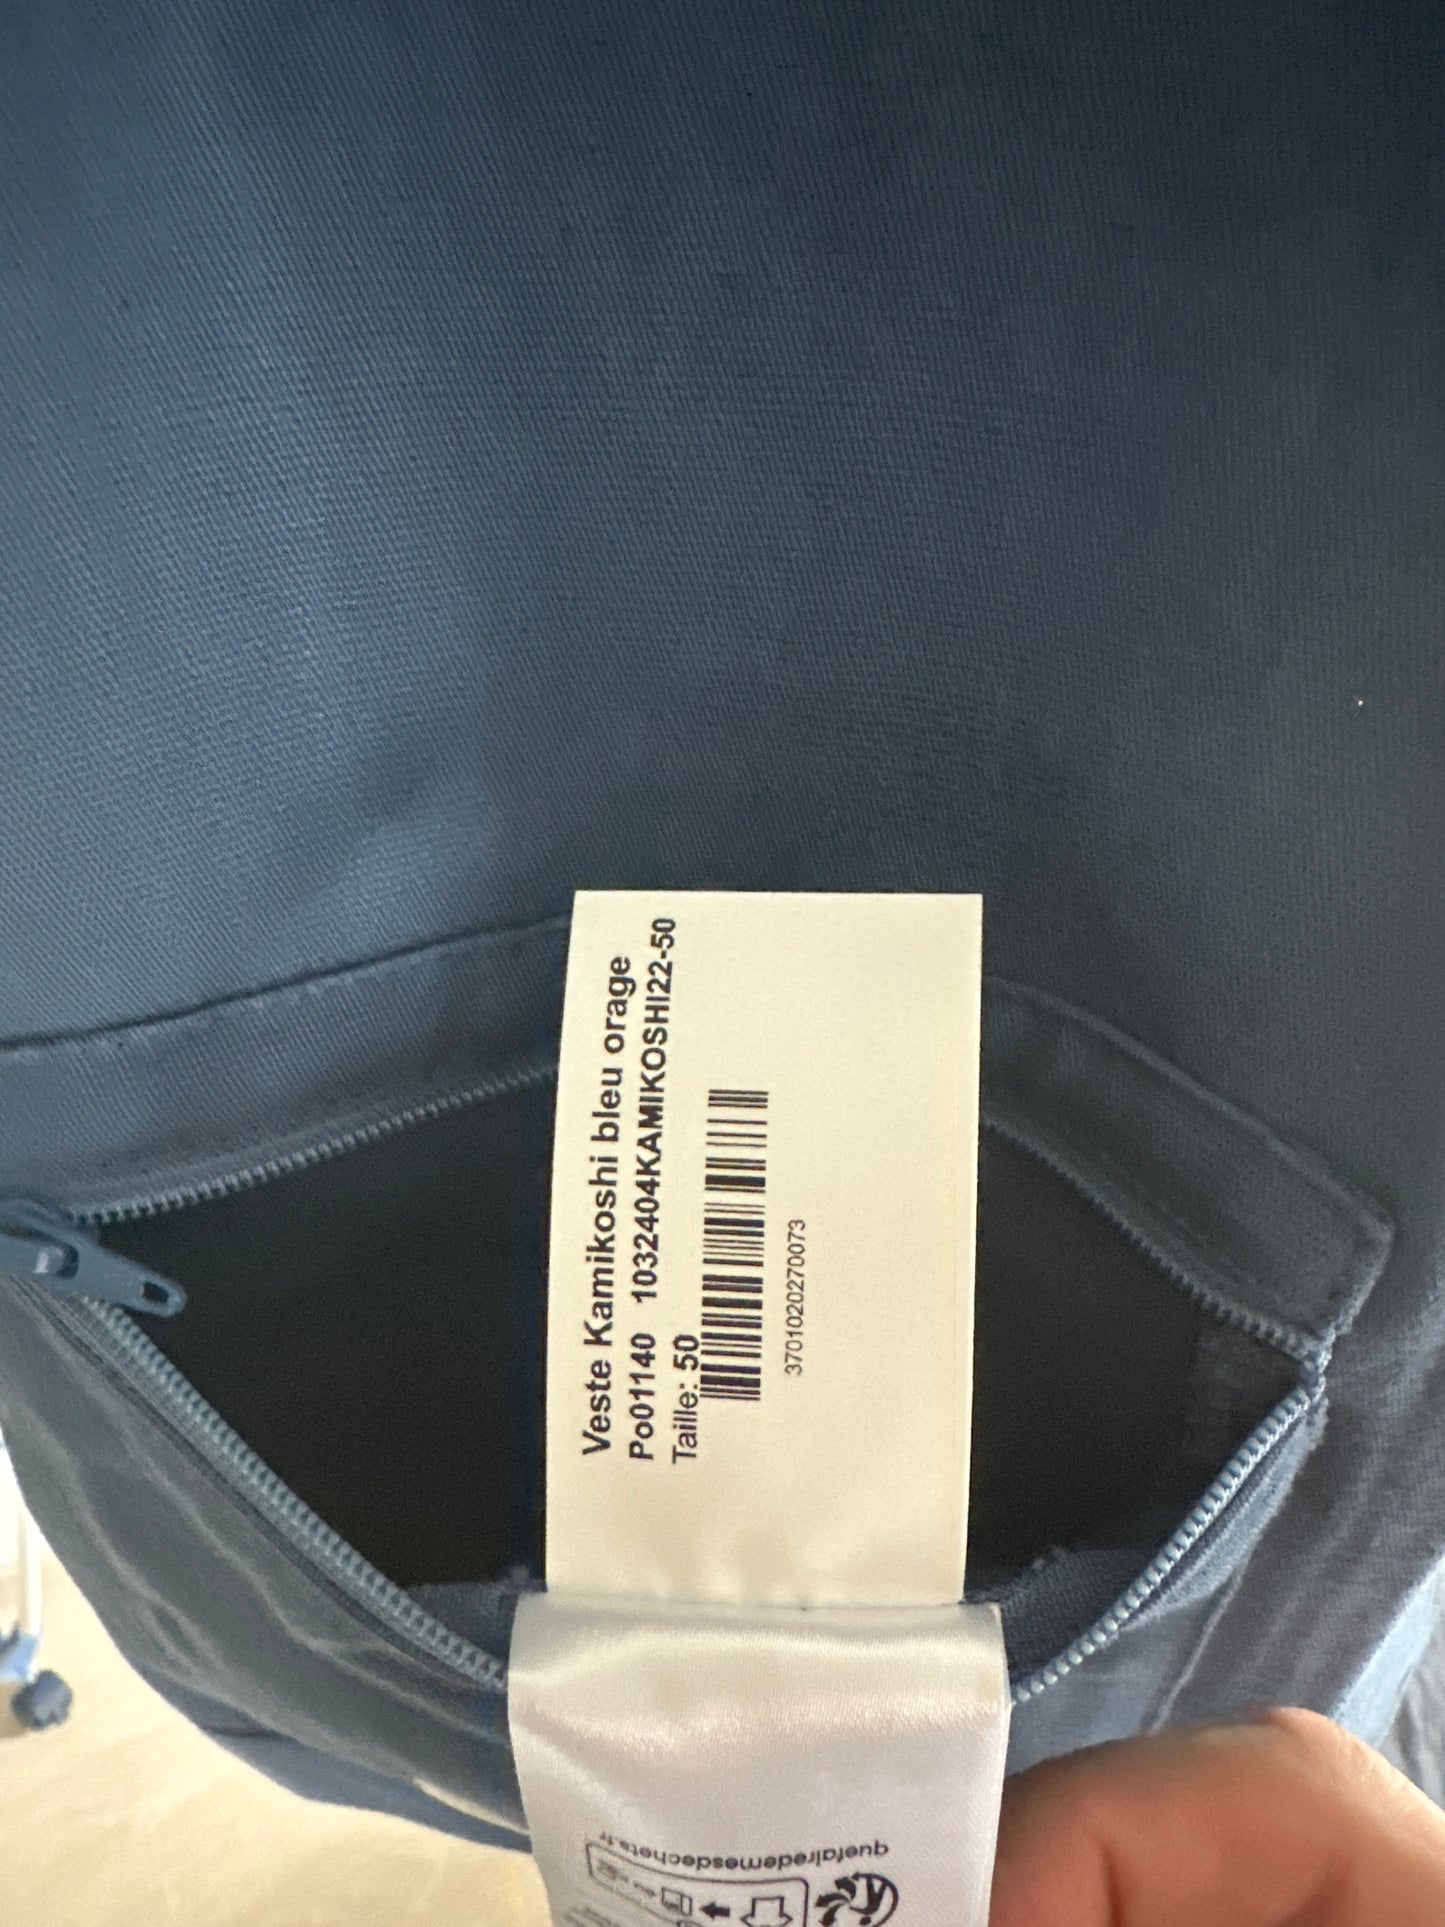 Veste Kamikoshi bleu orage
Po01140 1032404KAMIKOSHI22-50
Taille: 50
3701020270073
quefairedemesdechets.fr